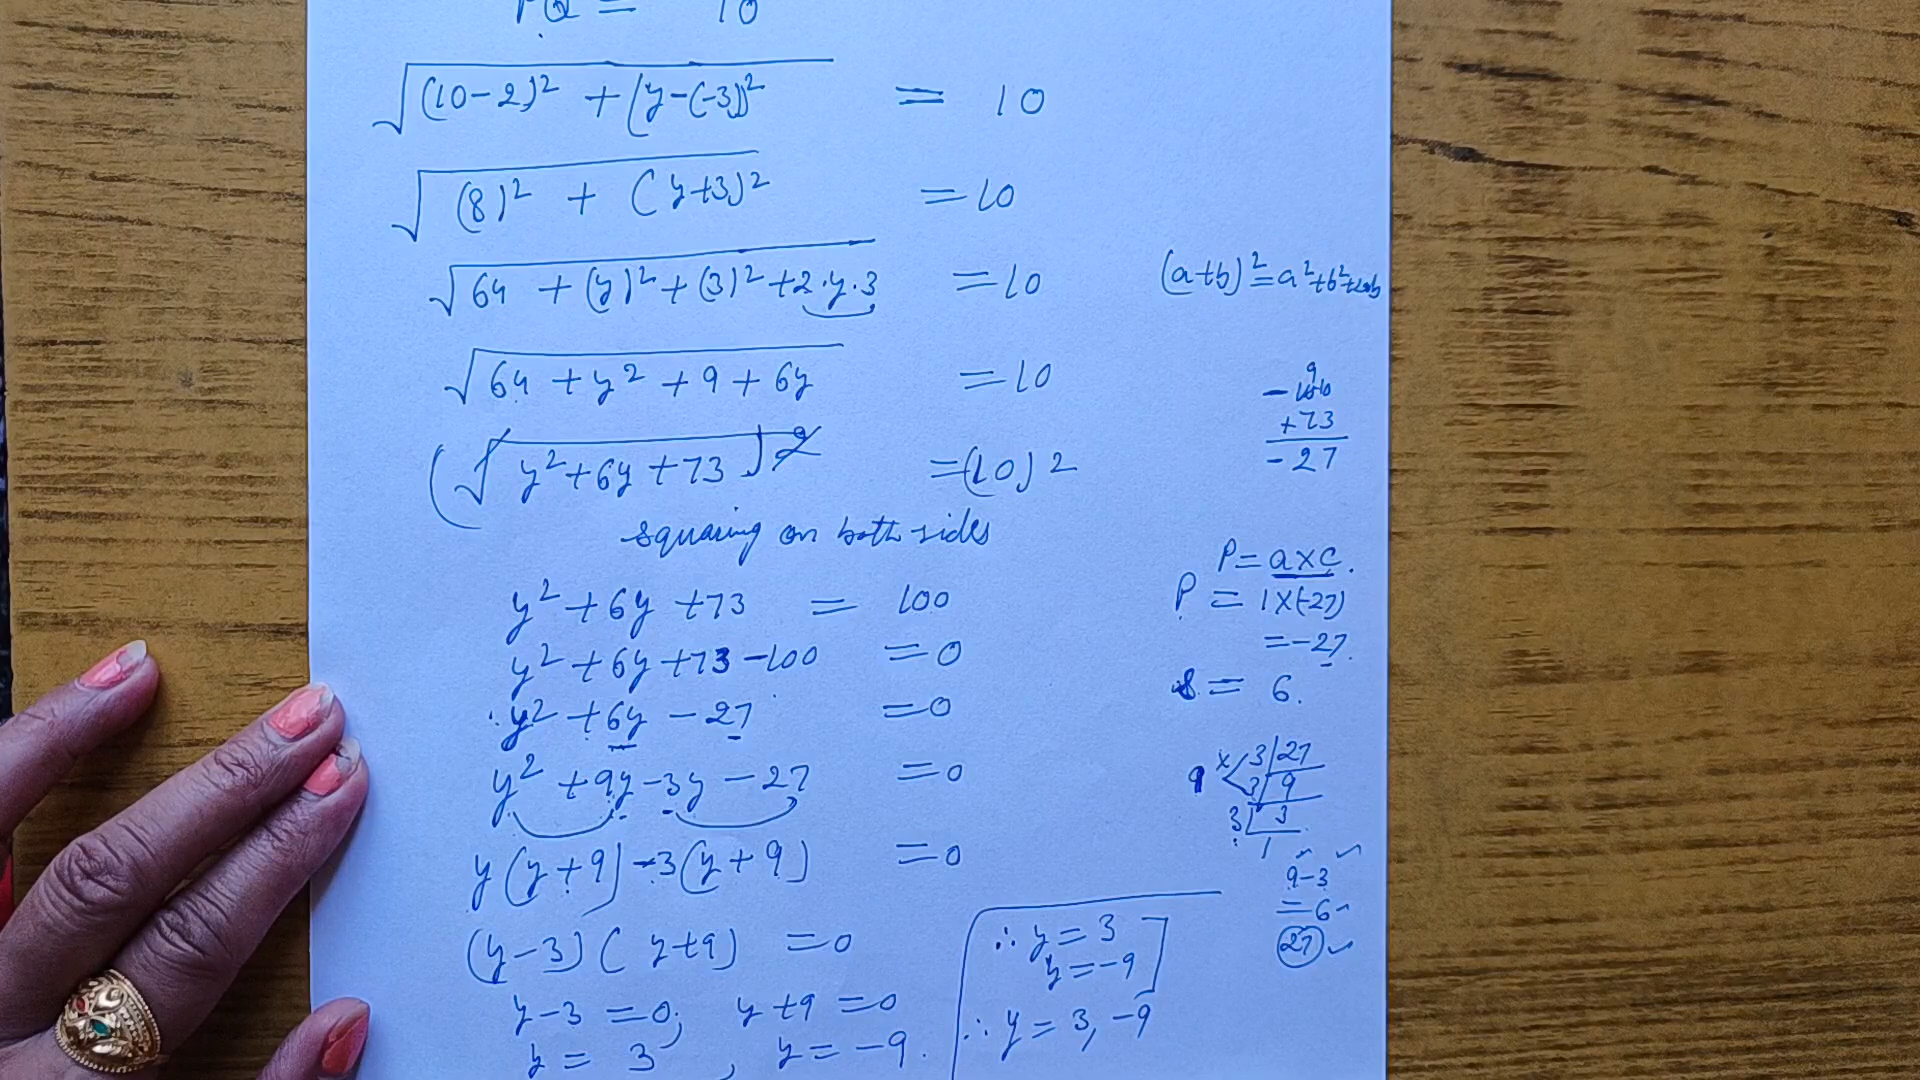 PQ = 10
√(10-2)² + (y-(-3))² = 10
√(8)² + (y+3)² = 10
√64 + (y)² + (3)² + 2·y·3 = 10
(a+b)² = a²+b²+2ab
√64 + y² + 9 + 6y = 10
(√y²+6y+73)² = (10)²
squaring on both sides
y² + 6y + 73 = 100
y² + 6y + 73 - 100 = 0
y² + 6y - 27 = 0
y² + 9y - 3y - 27 = 0
y(y+9) - 3(y+9) = 0
(y-3)(y+9) = 0
y-3 = 0; y+9 = 0
y = 3, y = -9.
∴ y = 3
y = -9
∴ y = 3, -9
- 100
+ 73
- 27
P = a×c.
P = 1×(-27)
= -27.
S = 6.
3|27
9 × 3|9
3|3
1
9-3
= 6
27